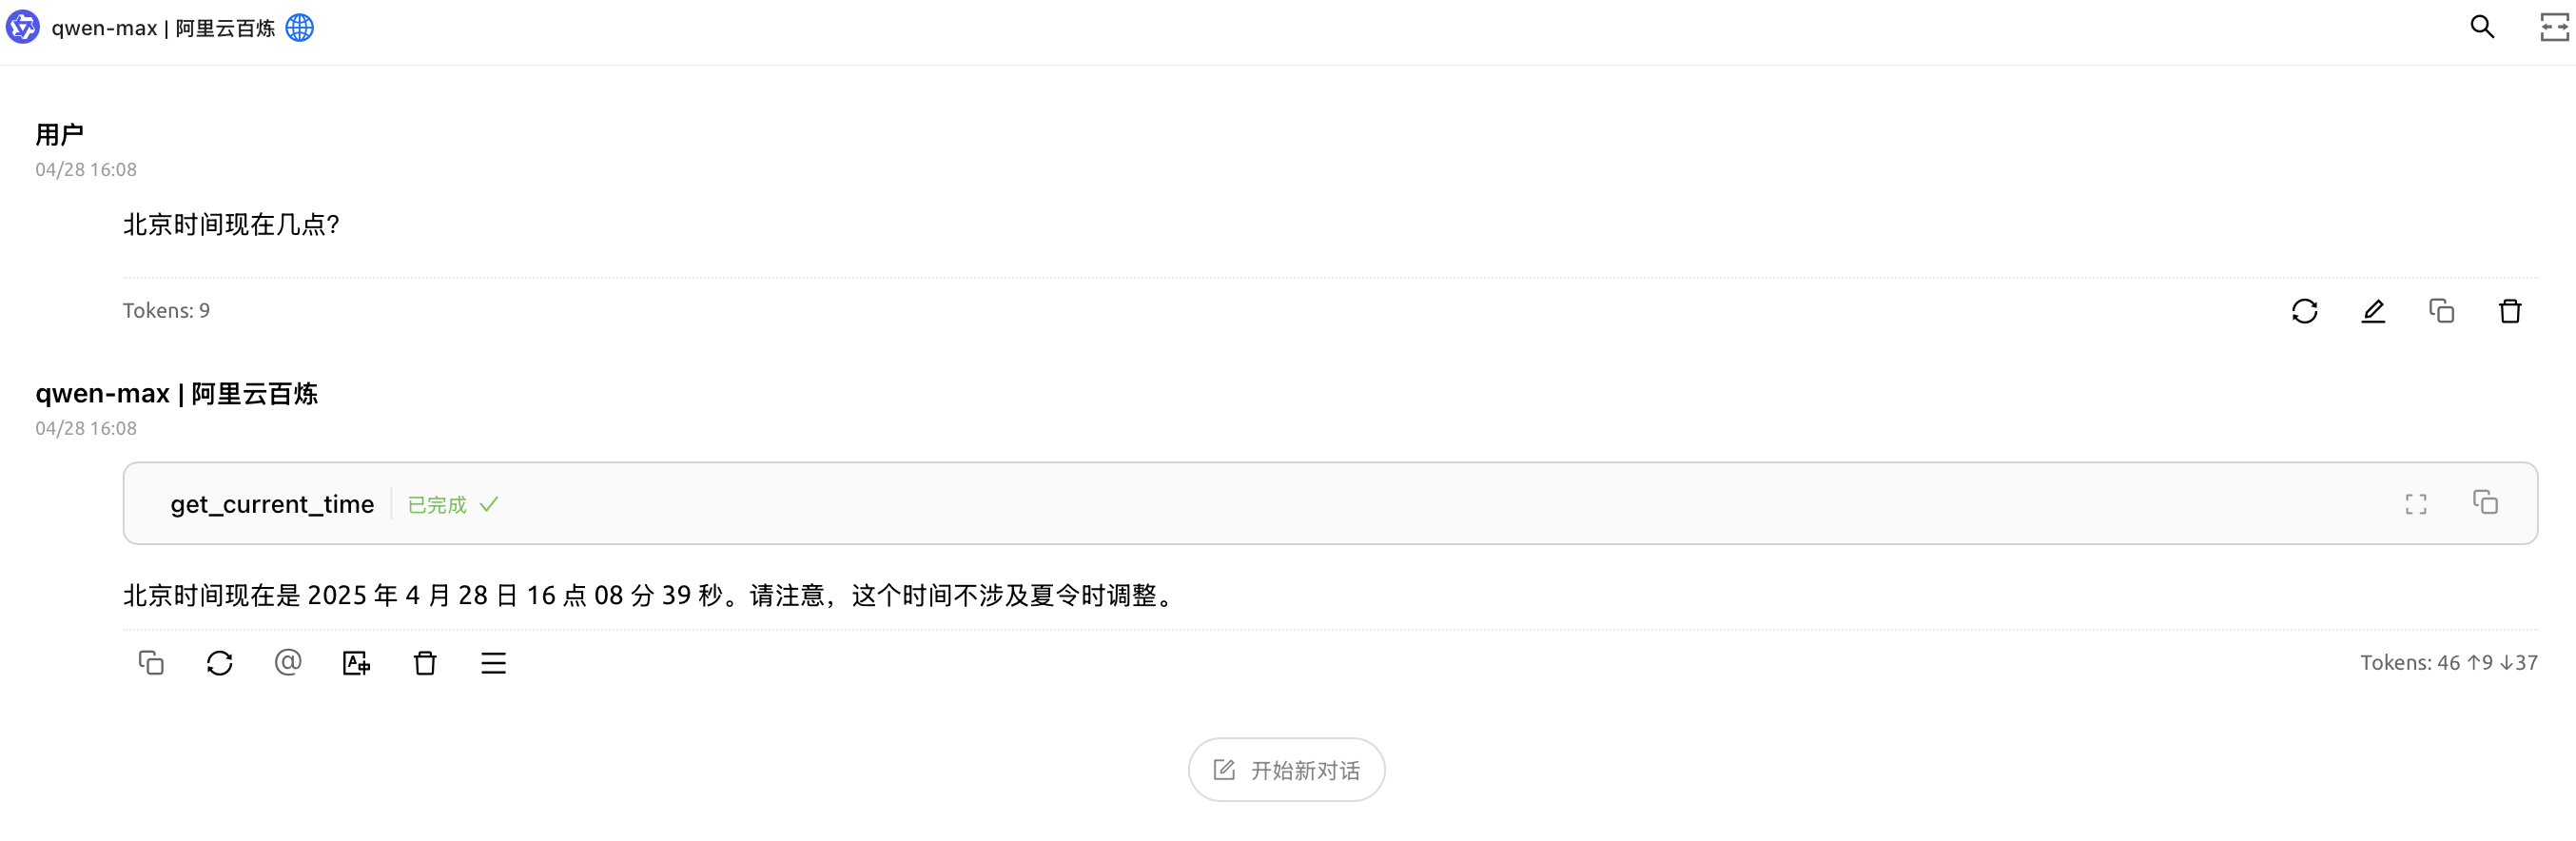 qwen-max | 阿里云百炼
用户
04/28 16:08
北京时间现在几点?
Tokens: 9
qwen-max | 阿里云百炼
04/28 16:08
get_current_time 已完成
北京时间现在是 2025 年 4 月 28 日 16 点 08 分 39 秒。请注意，这个时间不涉及夏令时调整。
Tokens: 46 ↑9 ↓37
开始新对话